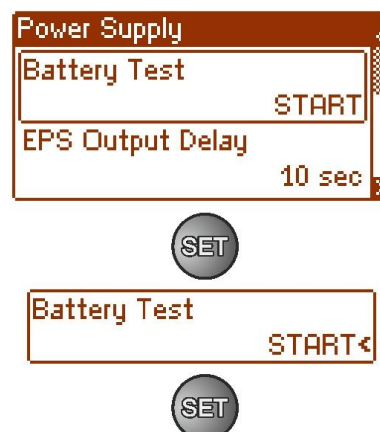 Power Supply
Battery Test
START
EPS Output Delay
10 sec
SET
Battery Test
START<
SET